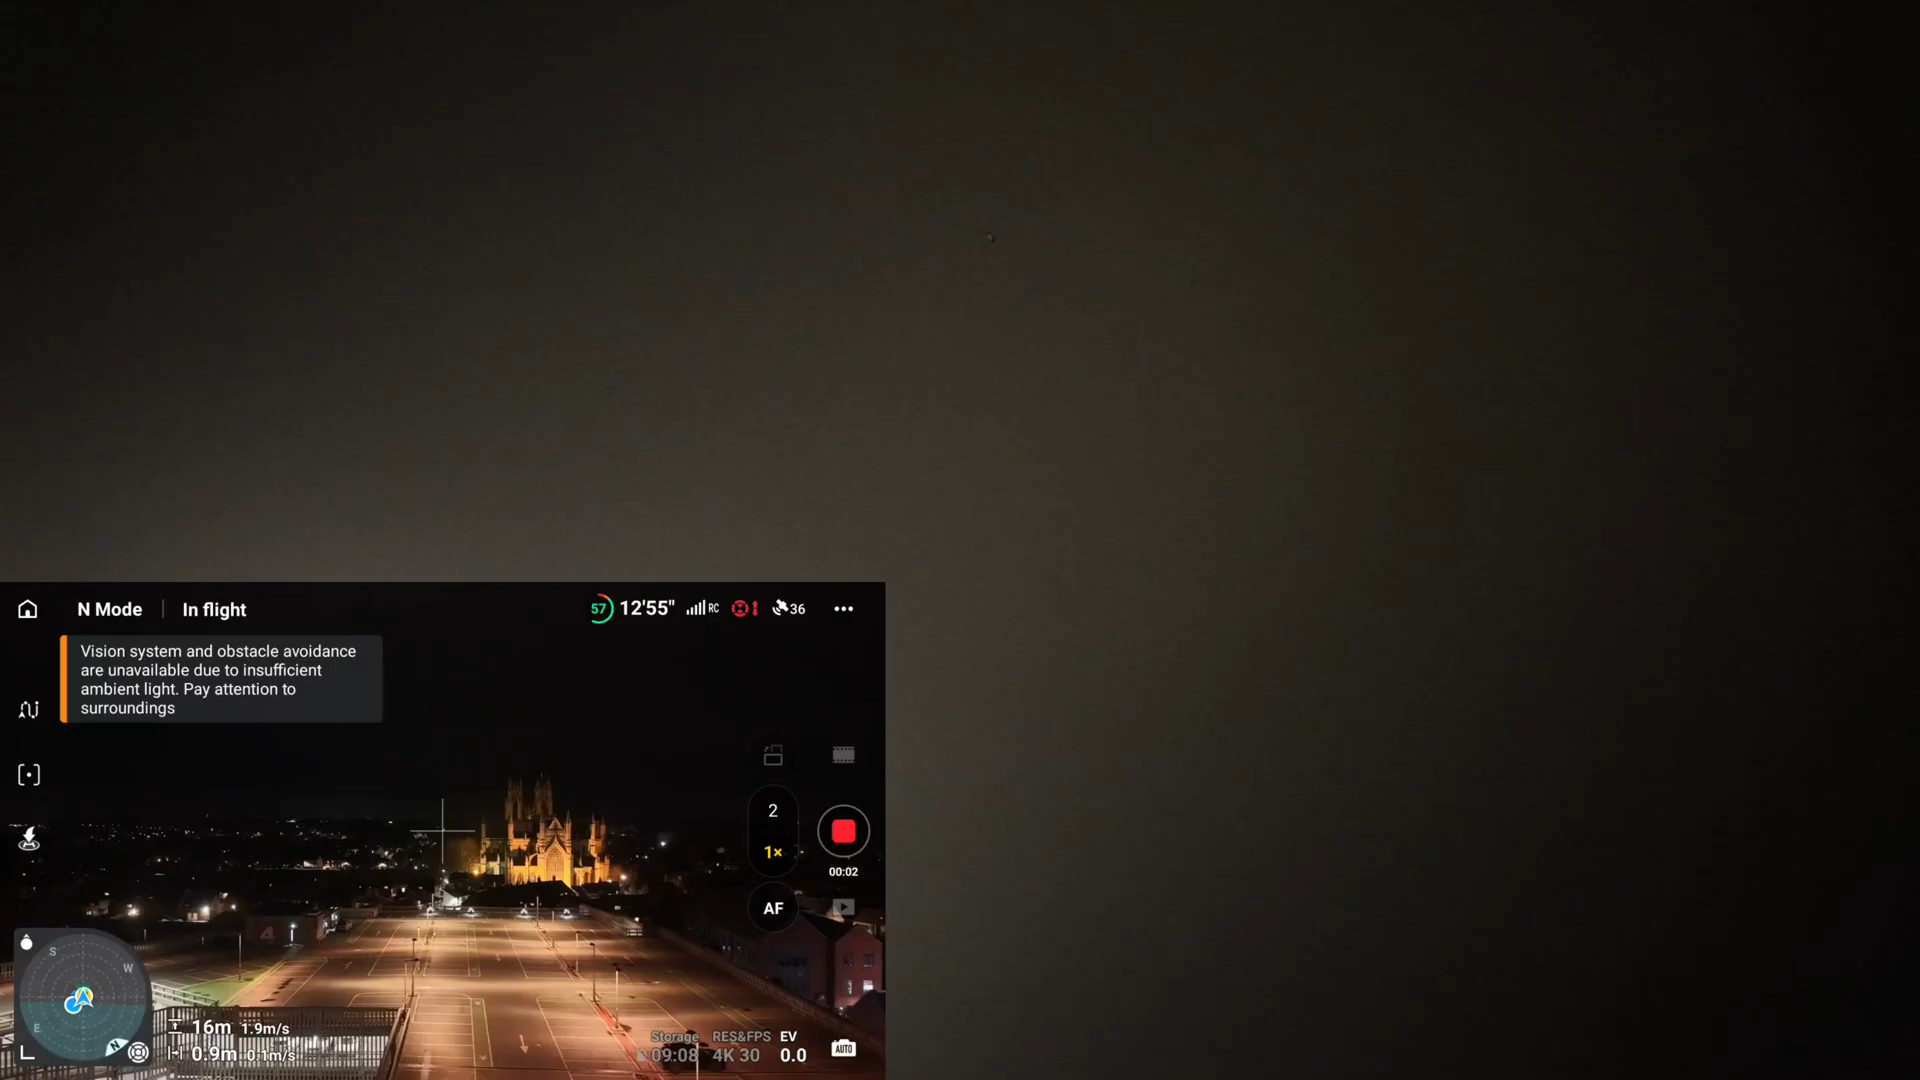 N Mode
In flight
57
12'55"
RC
36
Vision system and obstacle avoidance
are unavailable due to insufficient
ambient light. Pay attention to
surroundings
2
1×
00:02
AF
S
W
E
N
16m 1.9m/s
0.9m 0.1m/s
Storage
09:08
RES&FPS
4K 30
EV
0.0
AUTO